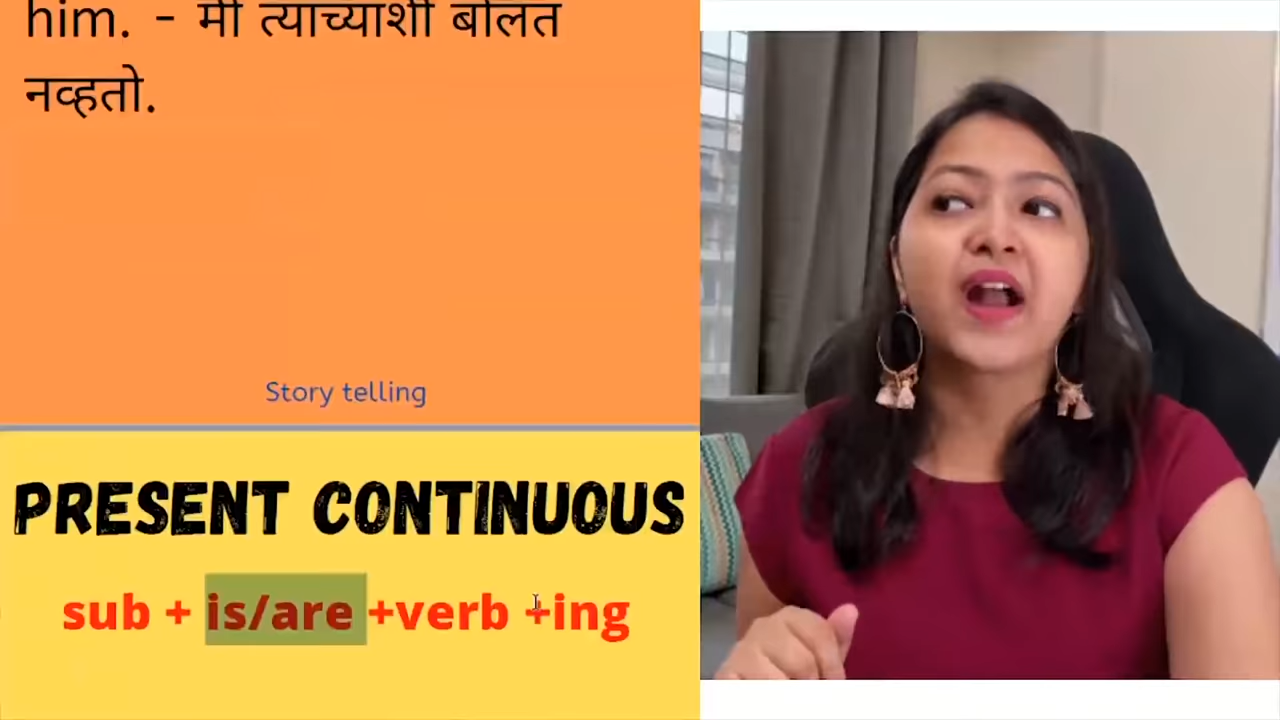 him. - मी त्याच्याशी बोलत
नव्हतो.
Story telling
PRESENT CONTINUOUS
sub + is/are +verb +ing